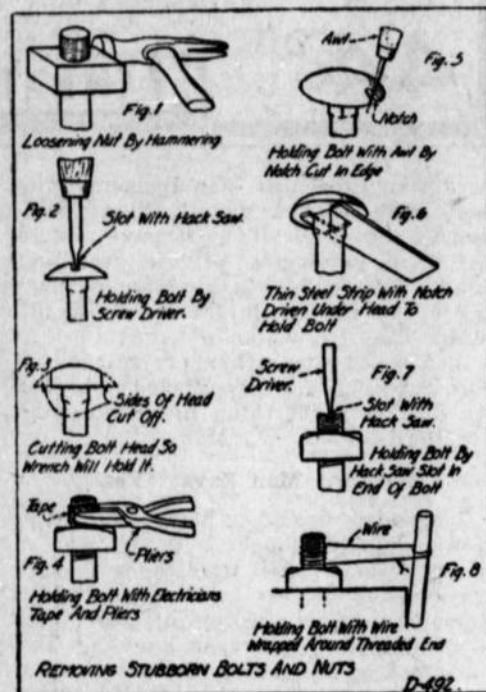 Fig. 1
Loosening Nut By Hammering
Fig. 2
Slot With Hack Saw.
Holding Bolt By
Screw Driver.
Fig. 3
Sides Of Head
Cut Off.
Cutting Bolt Head So
Wrench Will Hold It.
Tape
Pliers
Fig. 4
Holding Bolt With Electricians
Tape And Pliers
Awl
Fig. 5
Notch
Holding Bolt With Awl By
Notch Cut In Edge
Fig. 6
Thin Steel Strip With Notch
Driven Under Head To
Hold Bolt
Screw
Driver.
Fig. 7
Slot With
Hack Saw.
Holding Bolt By
Hack Saw Slot In
End Of Bolt
Wire
Fig. 8
Holding Bolt With Wire
Wrapped Around Threaded End
REMOVING STUBBORN BOLTS AND NUTS
D-492